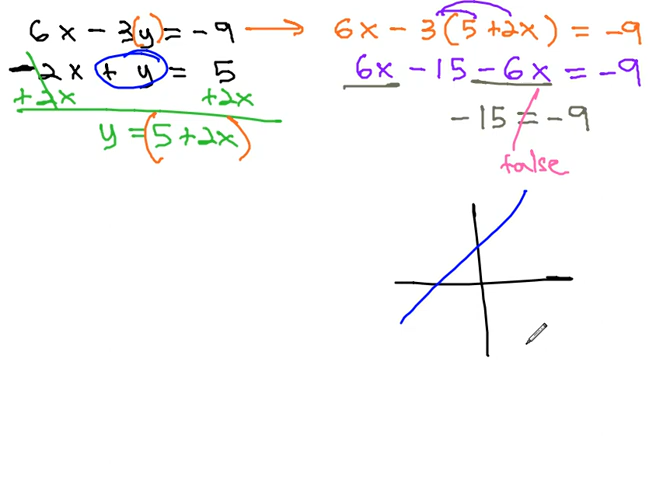 6x - 3(y) = -9
-2x + y = 5
+2x +2x
y = (5 + 2x)
6x - 3(5 + 2x) = -9
6x - 15 - 6x = -9
-15 = -9
false